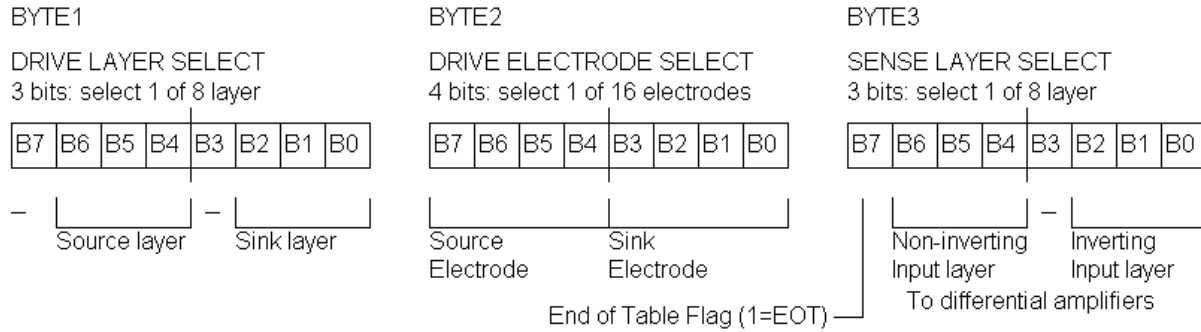 BYTE1
DRIVE LAYER SELECT
3 bits: select 1 of 8 layer
B7 B6 B5 B4 B3 B2 B1 B0
– Source layer – Sink layer
BYTE2
DRIVE ELECTRODE SELECT
4 bits: select 1 of 16 electrodes
B7 B6 B5 B4 B3 B2 B1 B0
Source
Electrode
Sink
Electrode
BYTE3
SENSE LAYER SELECT
3 bits: select 1 of 8 layer
B7 B6 B5 B4 B3 B2 B1 B0
–
Non-inverting
Input layer
Inverting
Input layer
To differential amplifiers
End of Table Flag (1=EOT)